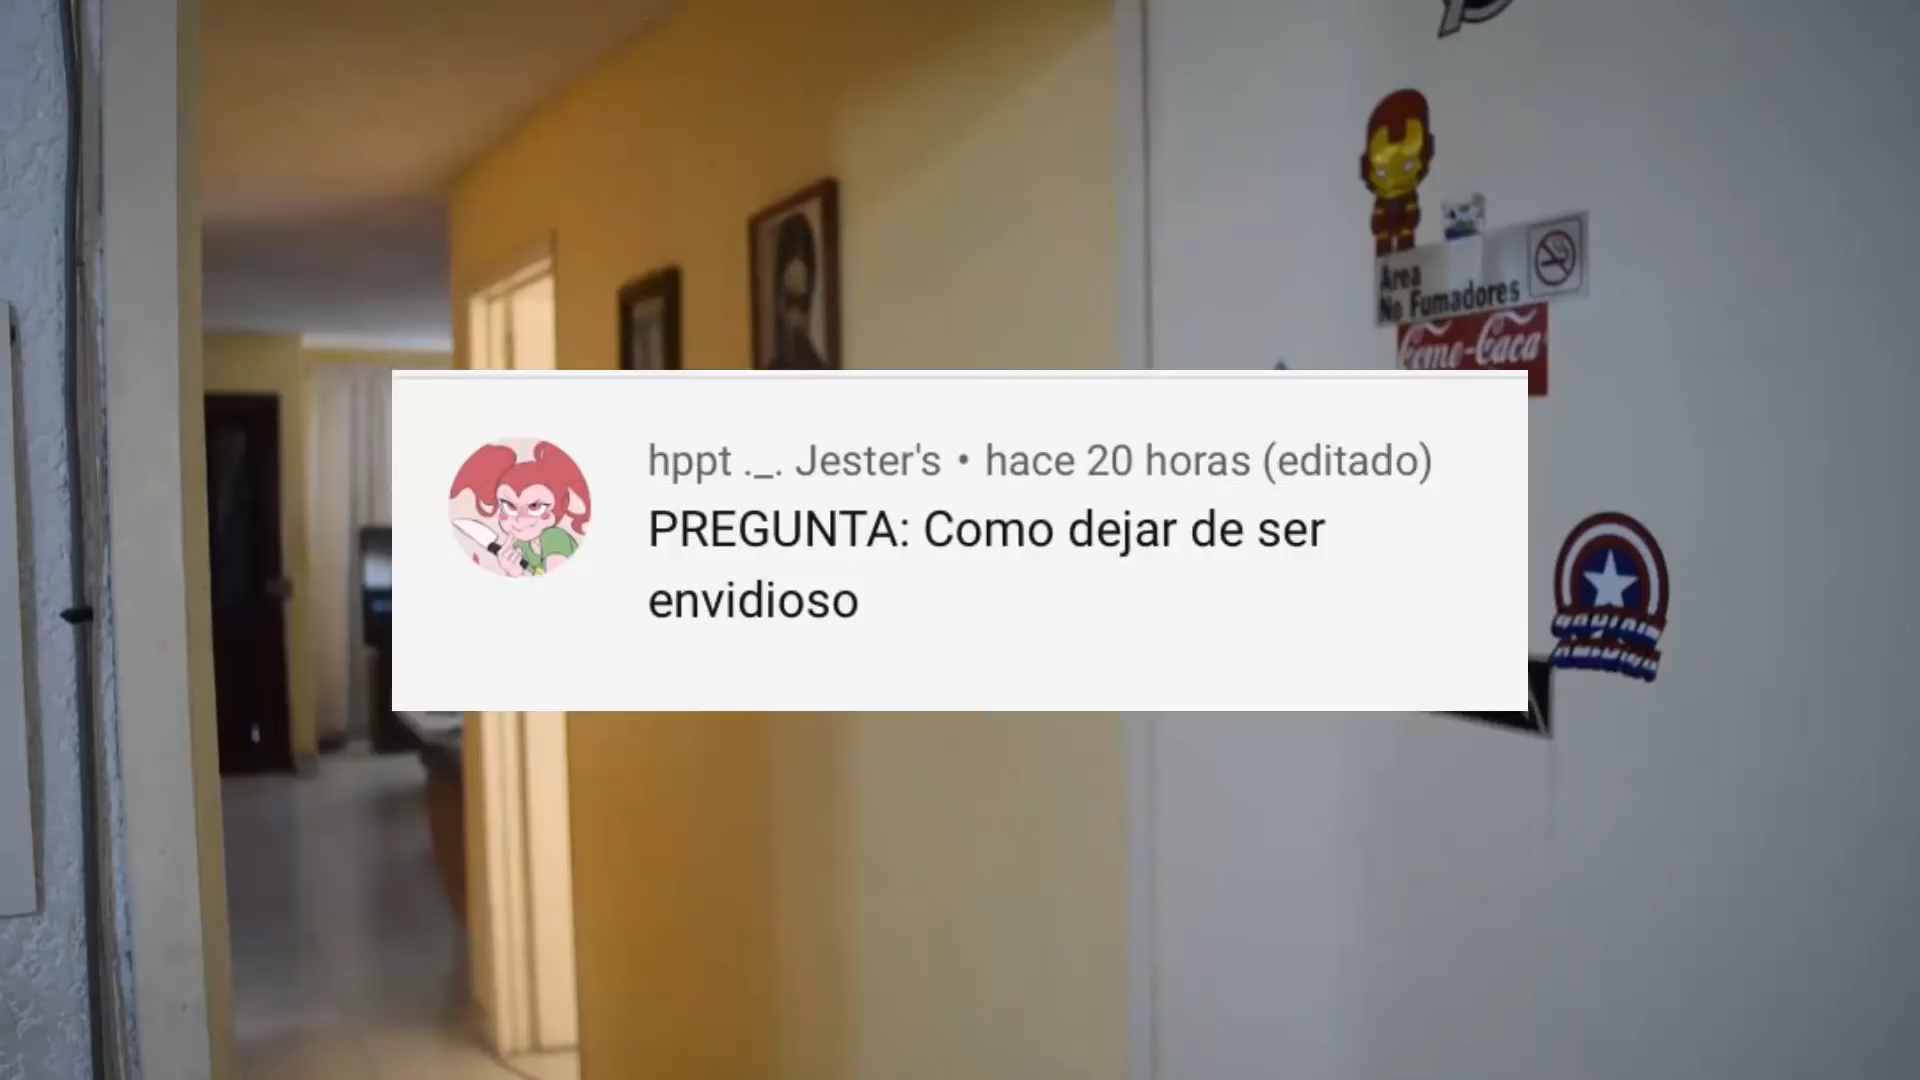 Area
No Fumadores
Come-Caca
hppt ._. Jester's • hace 20 horas (editado)
PREGUNTA: Como dejar de ser
envidioso